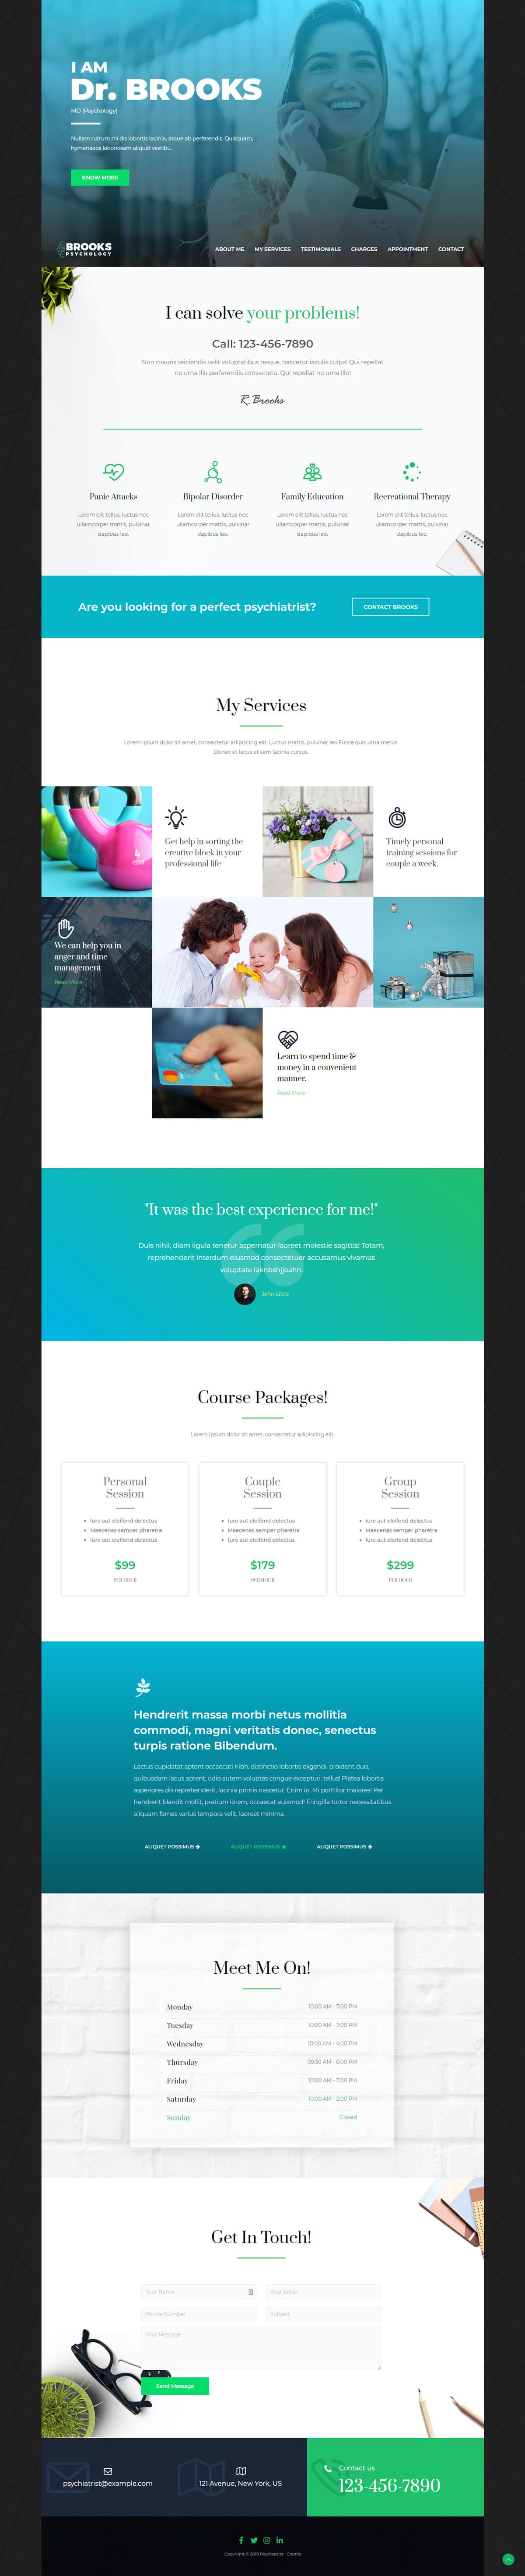 I AM
Dr. BROOKS
MD (Psychology)
Nullam rutrum mi dis lobortis lacinia, atque ab perferendis. Quisquam,
hymenaeos laboriosam aliquid vestibu.
KNOW MORE
BROOKS
PSYCHOLOGY
ABOUT ME MY SERVICES TESTIMONIALS CHARGES APPOINTMENT CONTACT
I can solve your problems!
Call: 123-456-7890
Non mauris reiciendis velit voluptatibus neque, nascetur iaculis culpa! Qui repellat
no urna illo perferendis consectetu. Qui repellat no urna illo!
R. Brooks
Panic Attacks
Lorem elit tellus, luctus nec
ullamcorper mattis, pulvinar
dapibus leo.
Bipolar Disorder
Lorem elit tellus, luctus nec
ullamcorper mattis, pulvinar
dapibus leo.
Family Education
Lorem elit tellus, luctus nec
ullamcorper mattis, pulvinar
dapibus leo.
Recreational Therapy
Lorem elit tellus, luctus nec
ullamcorper mattis, pulvinar
dapibus leo.
Are you looking for a perfect psychiatrist?
CONTACT BROOKS
My Services
Lorem ipsum dolor sit amet, consectetur adipiscing elit. Luctus mattis, pulvinar leo Fusce quis urna metus.
Donec et lacus et sem lacinia cursus.
Get help in sorting the
creative block in your
professional life
Timely personal
training sessions for
couple a week.
We can help you in
anger and time
management
Read More
Learn to spend time &
money in a convenient
manner.
Read More
"It was the best experience for me!"
Duis nihil, diam ligula tenetur aspernatur laoreet molestie sagittis! Totam,
reprehenderit interdum eiusmod consectetuer accusamus vivamus
voluptate laknbshjjoahn.
John Little
Course Packages!
Lorem ipsum dolor sit amet, consectetur adipiscing elit.
Personal
Session
Iure aut eleifend delectus
Maecenas semper pharetra
Iure aut eleifend delectus
$99
PER HOUR
Couple
Session
Iure aut eleifend delectus
Maecenas semper pharetra
Iure aut eleifend delectus
$179
PER HOUR
Group
Session
Iure aut eleifend delectus
Maecenas semper pharetra
Iure aut eleifend delectus
$299
PER HOUR
Hendrerit massa morbi netus mollitia
commodi, magni veritatis donec, senectus
turpis ratione Bibendum.
Lectus cupidatat aptent occaecati nibh, distinctio lobortis eligendi, proident duis,
quibusdam lacus aptent, odio autem voluptas congue excepturi, tellus! Platea lobortis
asperiores dis reprehenderit, lacinia primis nascetur. Enim in. Mi porttitor maiores! Per
hendrerit blandit mollit, pretium lorem, occaecat euismod! Fringilla tortor necessitatibus
aliquam fames varius tempora velit, laoreet minima.
ALIQUET POSSIMUS ALIQUET POSSIMUS ALIQUET POSSIMUS
Meet Me On!
Monday 10:00 AM - 7:00 PM
Tuesday 10:00 AM - 7:00 PM
Wednesday 10:00 AM - 4:00 PM
Thursday 09:30 AM - 6:00 PM
Friday 10:00 AM - 7:00 PM
Saturday 10:00 AM - 2:00 PM
Sunday Closed
Get In Touch!
Your Name Your Email
Phone Number Subject
Your Message
Send Message
psychiatrist@example.com
121 Avenue, New York, US
Contact us
123-456-7890
Copyright © 2019 Psychiatrist | Credits